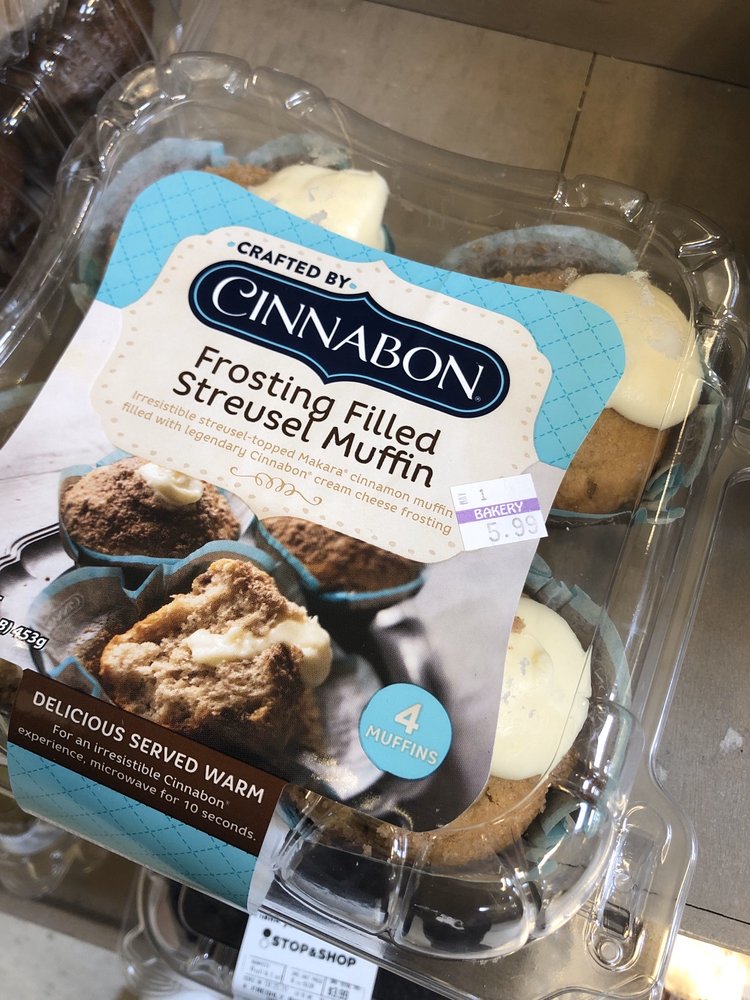 CRAFTED BY
CINNABON®
Frosting Filled
Streusel Muffin
Irresistible streusel-topped Makara® cinnamon muffin
filled with legendary Cinnabon® cream cheese frosting
1
BAKERY
5.99
453g
4
MUFFINS
DELICIOUS SERVED WARM
For an irresistible Cinnabon®
experience, microwave for 10 seconds.
STOP&SHOP